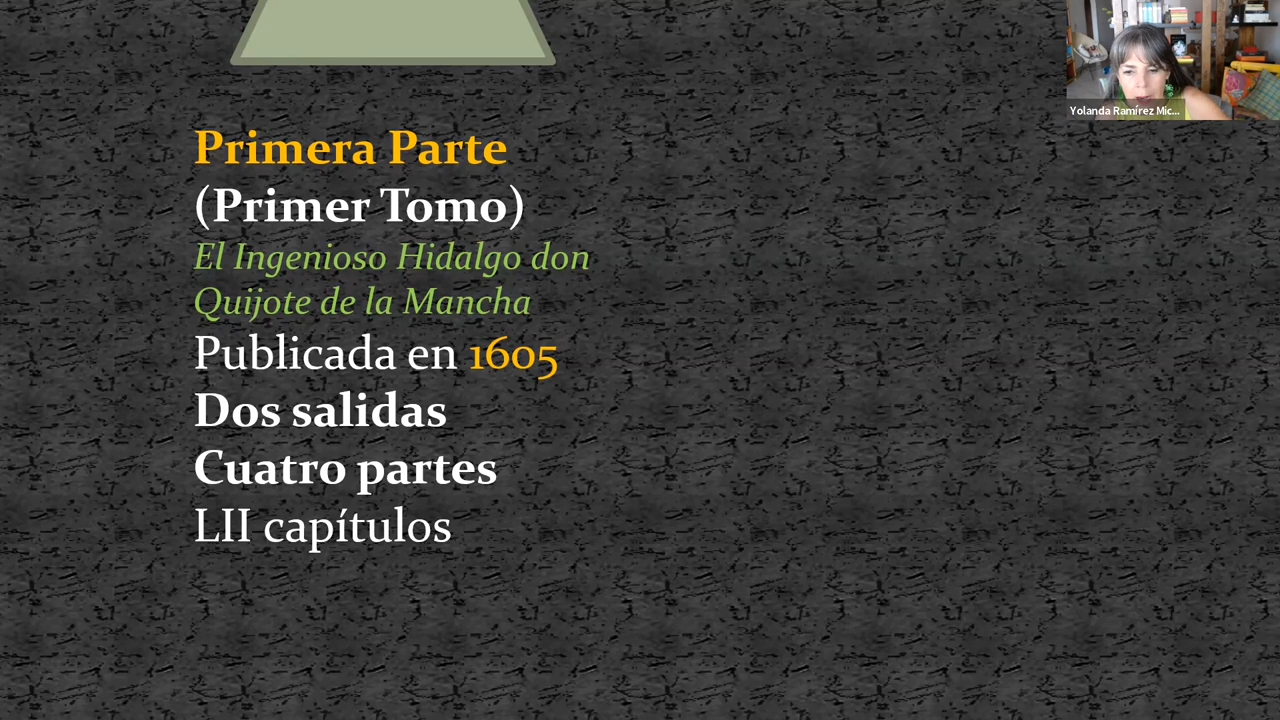 Primera Parte
(Primer Tomo)
El Ingenioso Hidalgo don
Quijote de la Mancha
Publicada en 1605
Dos salidas
Cuatro partes
LII capítulos
Yolanda Ramírez Mic...